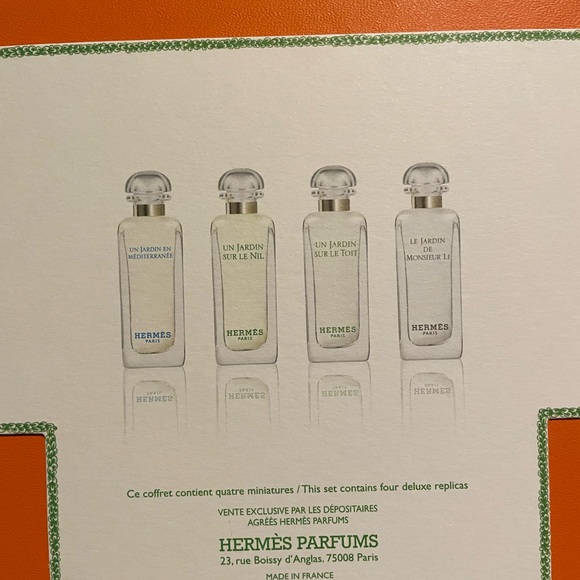 UN JARDIN EN
MÉDITERRANÉE
HERMÈS
PARIS
UN JARDIN
SUR LE NIL
HERMÈS
PARIS
UN JARDIN
SUR LE TOIT
HERMÈS
PARIS
LE JARDIN
DE
MONSIEUR LI
HERMÈS
PARIS
Ce coffret contient quatre miniatures / This set contains four deluxe replicas
VENTE EXCLUSIVE PAR LES DÉPOSITAIRES
AGRÉÉS HERMÈS PARFUMS
HERMÈS PARFUMS
23, rue Boissy d'Anglas. 75008 Paris
MADE IN FRANCE